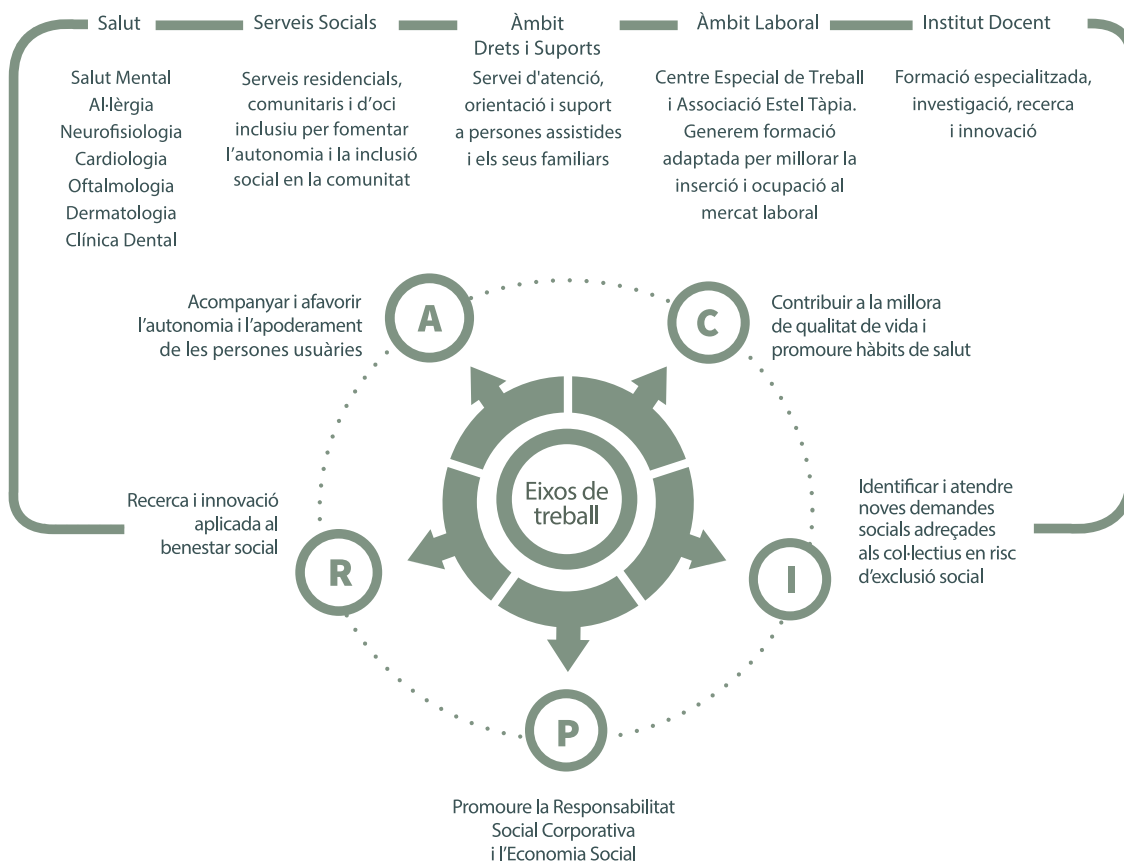 Salut
Salut Mental
Al·lèrgia
Neurofisiologia
Cardiologia
Oftalmologia
Dermatologia
Clínica Dental
Serveis Socials
Serveis residencials,
comunitaris i d'oci
inclusiu per fomentar
l'autonomia i la inclusió
social en la comunitat
Àmbit
Drets i Suports
Servei d'atenció,
orientació i suport
a persones assistides
i els seus familiars
Àmbit Laboral
Centre Especial de Treball
i Associació Estel Tàpia.
Generem formació
adaptada per millorar la
inserció i ocupació al
mercat laboral
Institut Docent
Formació especialitzada,
investigació, recerca
i innovació
Acompanyar i afavorir
l'autonomia i l'apoderament
de les persones usuàries
A
C
Contribuir a la millora
de qualitat de vida i
promoure hàbits de salut
Eixos de
treball
Recerca i innovació
aplicada al
benestar social
R
I
Identificar i atendre
noves demandes
socials adreçades
als col·lectius en risc
d'exclusió social
P
Promoure la Responsabilitat
Social Corporativa
i l'Economia Social